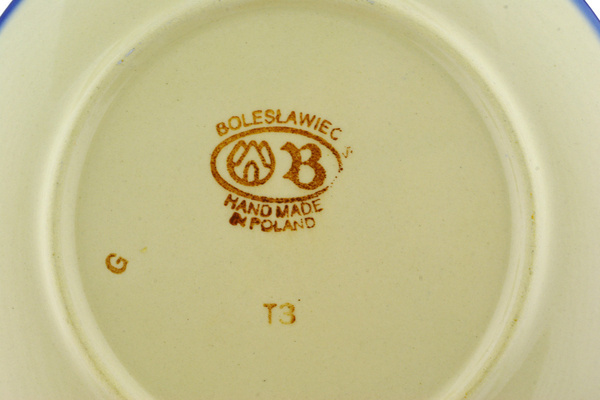 BOLESŁAWIEC
B
HAND MADE
IN POLAND
G
T3